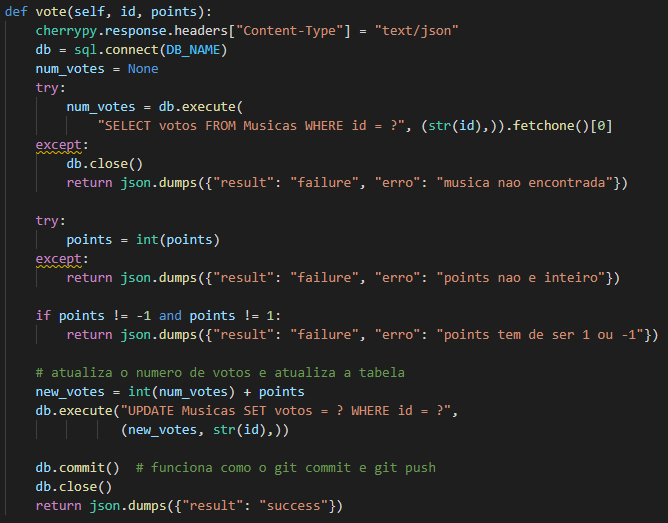 def vote(self, id, points):
    cherrypy.response.headers["Content-Type"] = "text/json"
    db = sql.connect(DB_NAME)
    num_votes = None
    try:
        num_votes = db.execute(
            "SELECT votos FROM Musicas WHERE id = ?", (str(id),)).fetchone()[0]
    except:
        db.close()
        return json.dumps({"result": "failure", "erro": "musica nao encontrada"})

    try:
        points = int(points)
    except:
        return json.dumps({"result": "failure", "erro": "points nao e inteiro"})

    if points != -1 and points != 1:
        return json.dumps({"result": "failure", "erro": "points tem de ser 1 ou -1"})

    # atualiza o numero de votos e atualiza a tabela
    new_votes = int(num_votes) + points
    db.execute("UPDATE Musicas SET votos = ? WHERE id = ?",
               (new_votes, str(id),))

    db.commit()  # funciona como o git commit e git push
    db.close()
    return json.dumps({"result": "success"})